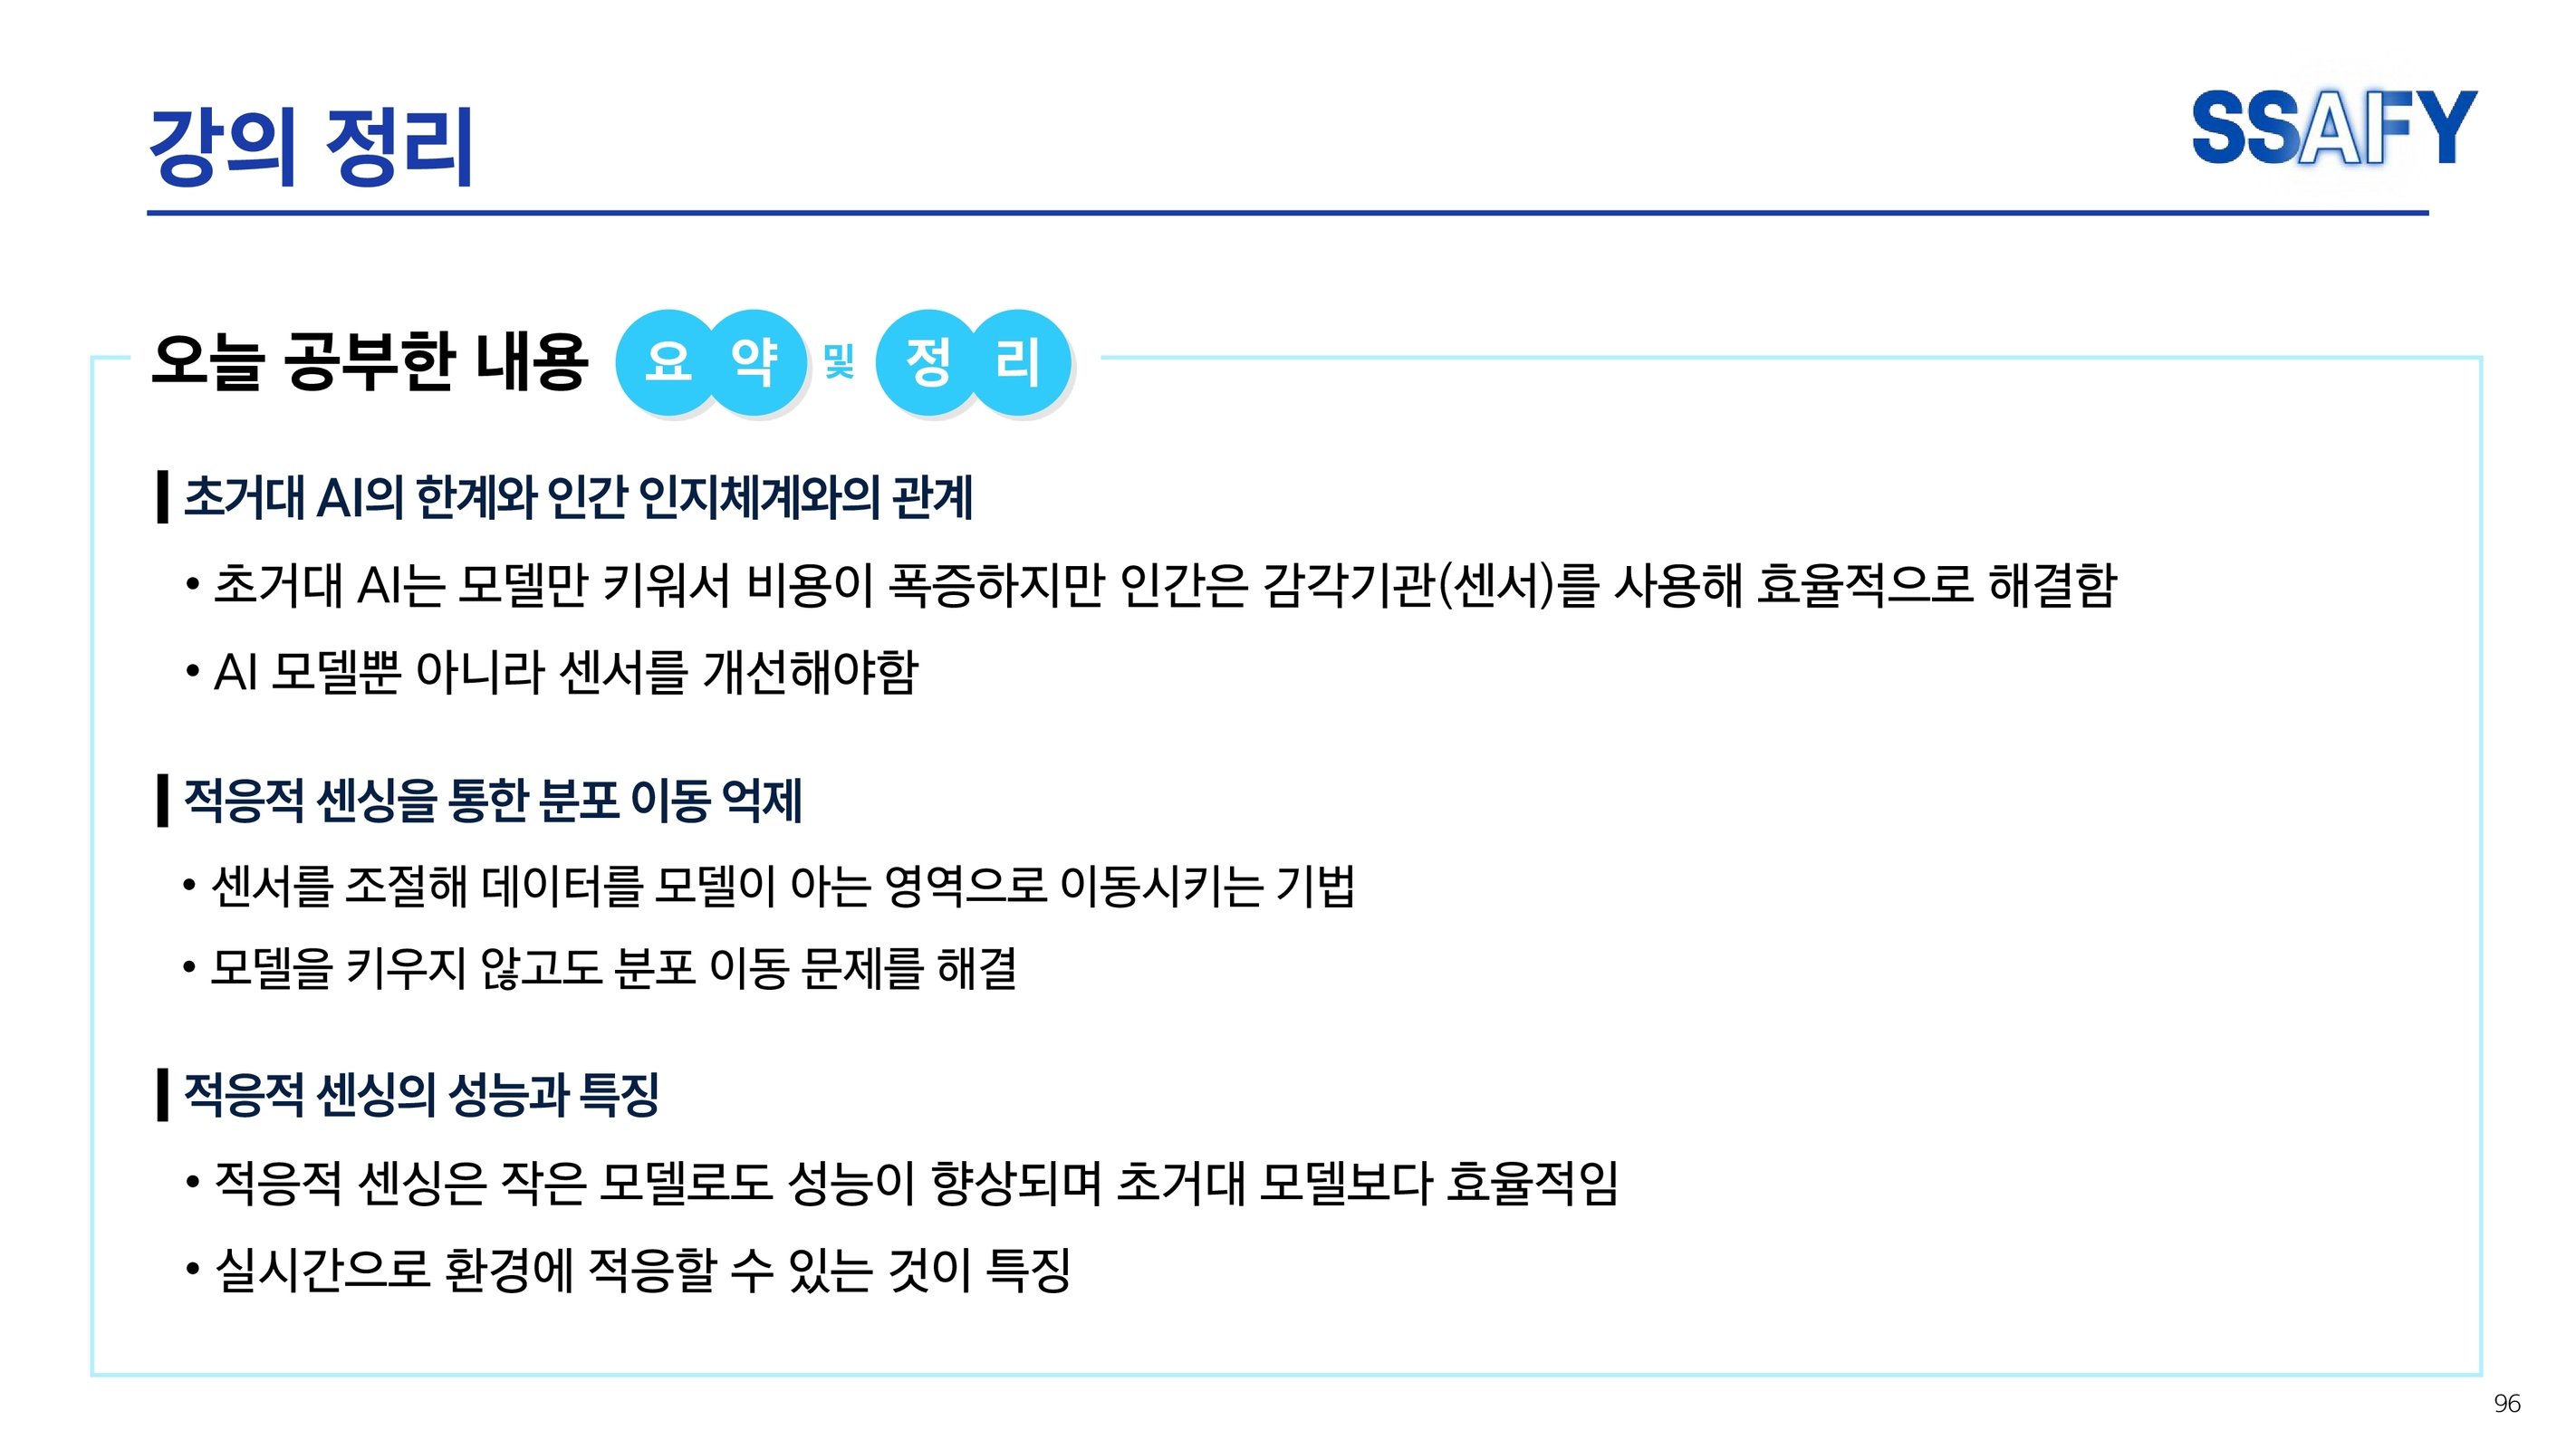 강의 정리
SSAFY
오늘 공부한 내용 요약 및 정리
초거대 AI의 한계와 인간 인지체계와의 관계
• 초거대 AI는 모델만 키워서 비용이 폭증하지만 인간은 감각기관(센서)를 사용해 효율적으로 해결함
• AI 모델뿐 아니라 센서를 개선해야함
적응적 센싱을 통한 분포 이동 억제
• 센서를 조절해 데이터를 모델이 아는 영역으로 이동시키는 기법
• 모델을 키우지 않고도 분포 이동 문제를 해결
적응적 센싱의 성능과 특징
• 적응적 센싱은 작은 모델로도 성능이 향상되며 초거대 모델보다 효율적임
• 실시간으로 환경에 적응할 수 있는 것이 특징
96